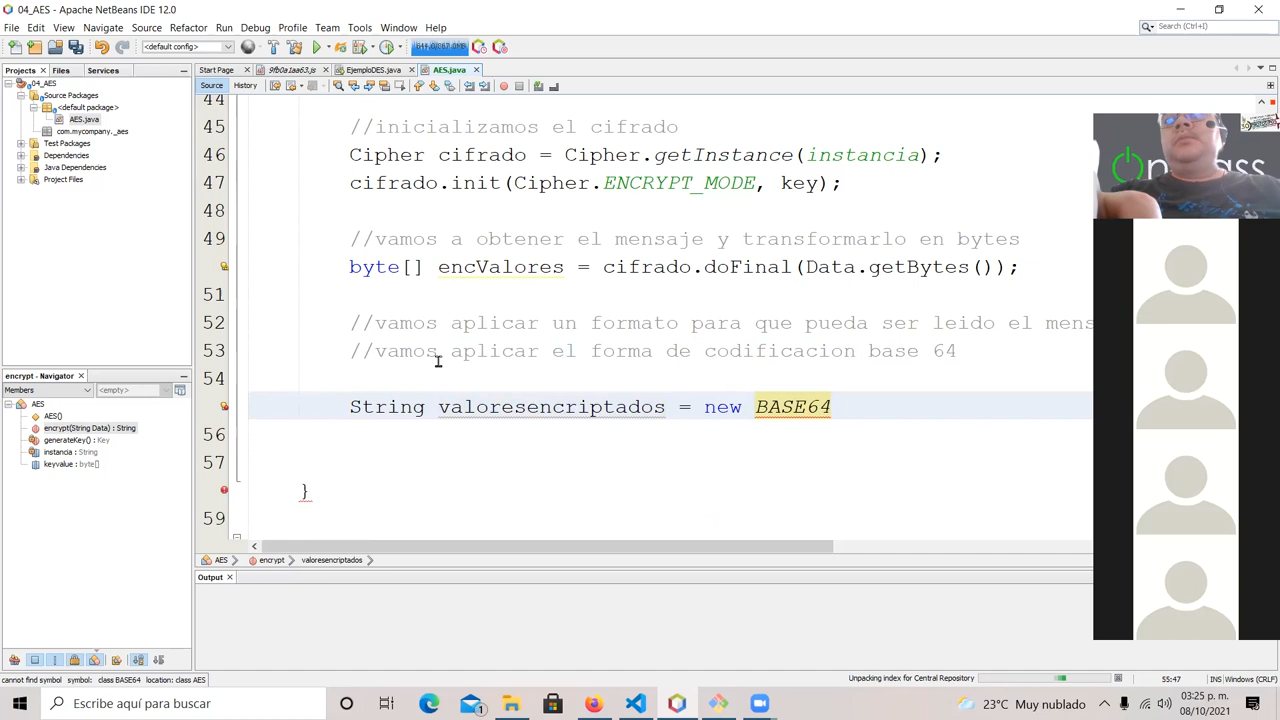 04_AES - Apache NetBeans IDE 12.0
File Edit View Navigate Source Refactor Run Debug Profile Team Tools Window Help
Search (Ctrl+I)
<default config>
Projects Files Services
Start Page 9fb0a1aa63.js EjemploDES.java AES.java
Source History
04_AES
Source Packages
<default package>
AES.java
com.mycompany._aes
Test Packages
Dependencies
Java Dependencies
Project Files
44
45 //inicializamos el cifrado
46 Cipher cifrado = Cipher.getInstance(instancia);
47 cifrado.init(Cipher.ENCRYPT_MODE, key);
48
49 //vamos a obtener el mensaje y transformarlo en bytes
byte[] encValores = cifrado.doFinal(Data.getBytes());
51
52 //vamos aplicar un formato para que pueda ser leido el mens
53 //vamos aplicar el forma de codificacion base 64
54
String valoresencriptados = new BASE64
56
57
}
59
encrypt - Navigator
Members <empty>
AES
AES()
encrypt(String Data) : String
generateKey() : Key
instancia : String
keyvalue : byte[]
AES encrypt valoresencriptados
Output
cannot find symbol symbol: class BASE64 location: class AES
Unpacking index for Central Repository
55:47 INS Windows (CRLF)
Escribe aquí para buscar
1
23°C Muy nublado
03:25 p. m.
08/10/2021